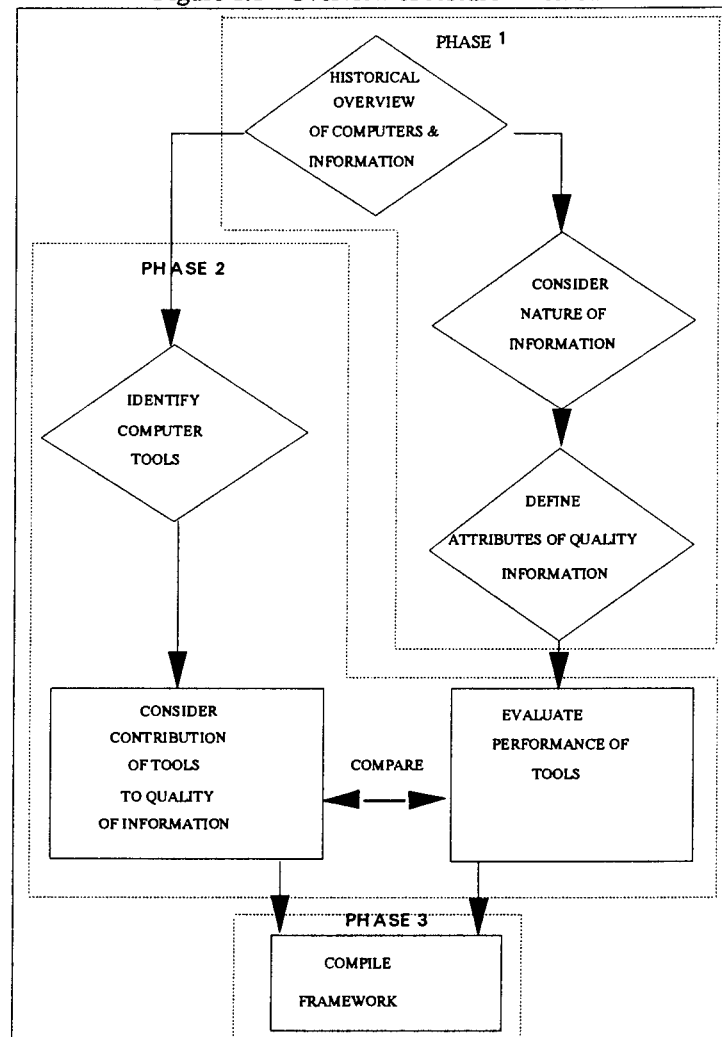 PHASE 1
HISTORICAL
OVERVIEW
OF COMPUTERS &
INFORMATION
PHASE 2
CONSIDER
NATURE OF
INFORMATION
IDENTIFY
COMPUTER
TOOLS
DEFINE
ATTRIBUTES OF QUALITY
INFORMATION
CONSIDER
CONTRIBUTION
OF TOOLS
TO QUALITY
OF INFORMATION
COMPARE
EVALUATE
PERFORMANCE OF
TOOLS
PHASE 3
COMPILE
FRAMEWORK